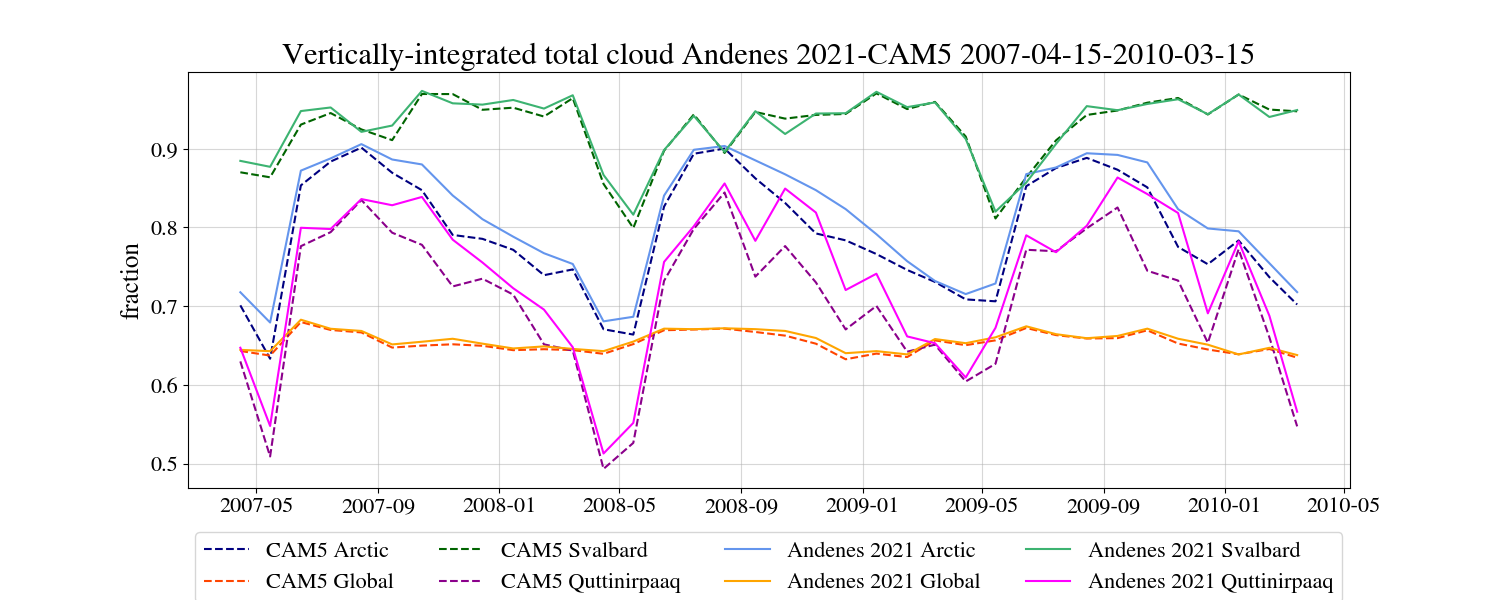 Vertically-integrated total cloud Andenes 2021-CAM5 2007-04-15-2010-03-15
fraction
0.9
0.8
0.7
0.6
0.5
2007-05 2007-09 2008-01 2008-05 2008-09 2009-01 2009-05 2009-09 2010-01 2010-05
CAM5 Arctic CAM5 Svalbard Andenes 2021 Arctic Andenes 2021 Svalbard
CAM5 Global CAM5 Quttinirpaaq Andenes 2021 Global Andenes 2021 Quttinirpaaq